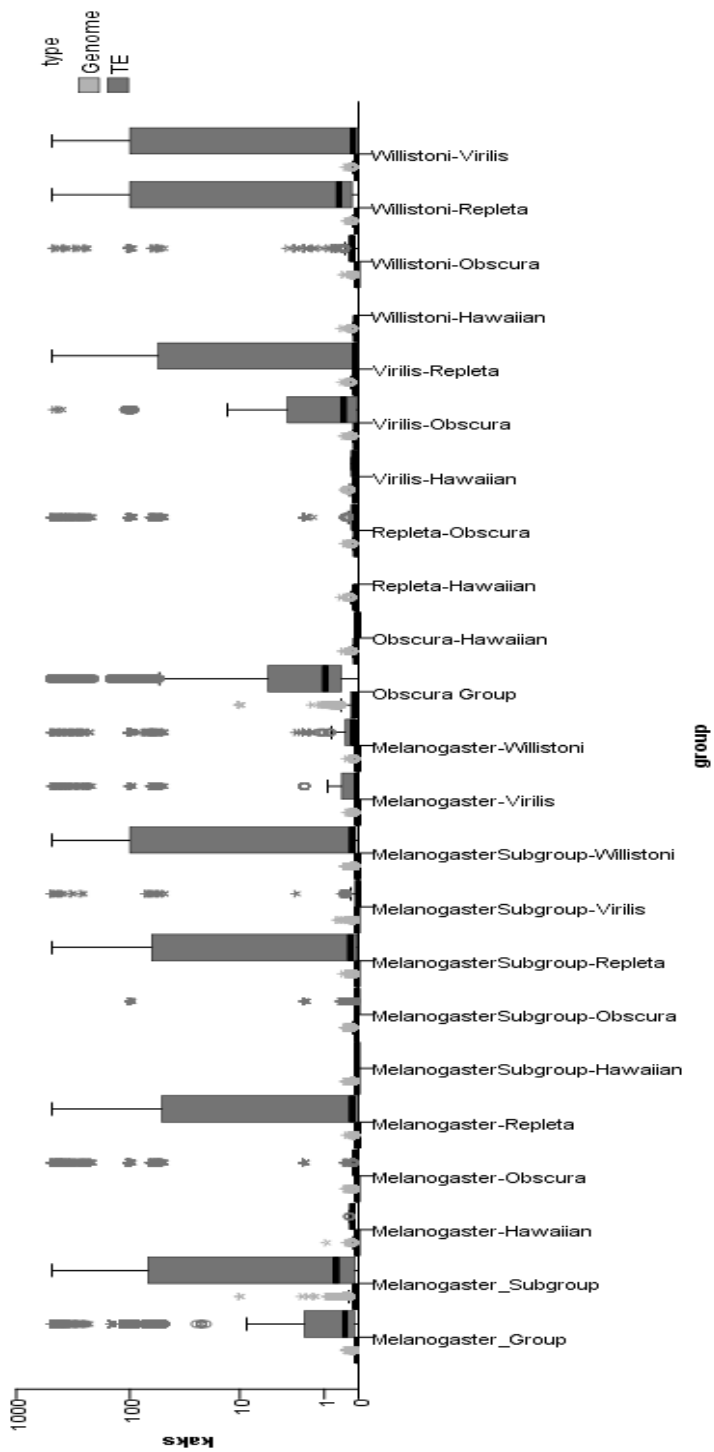 type
Genome
TE
Willistoni-Virilis
Willistoni-Repleta
Willistoni-Obscura
Willistoni-Hawaiian
Virilis-Repleta
Virilis-Obscura
Virilis-Hawaiian
Repleta-Obscura
Repleta-Hawaiian
Obscura-Hawaiian
Obscura Group
Melanogaster-Willistoni
Melanogaster-Virilis
MelanogasterSubgroup-Willistoni
MelanogasterSubgroup-Virilis
MelanogasterSubgroup-Repleta
MelanogasterSubgroup-Obscura
MelanogasterSubgroup-Hawaiian
Melanogaster-Repleta
Melanogaster-Obscura
Melanogaster-Hawaiian
Melanogaster_Subgroup
Melanogaster_Group
group
1000
100
10
1
0
kaks